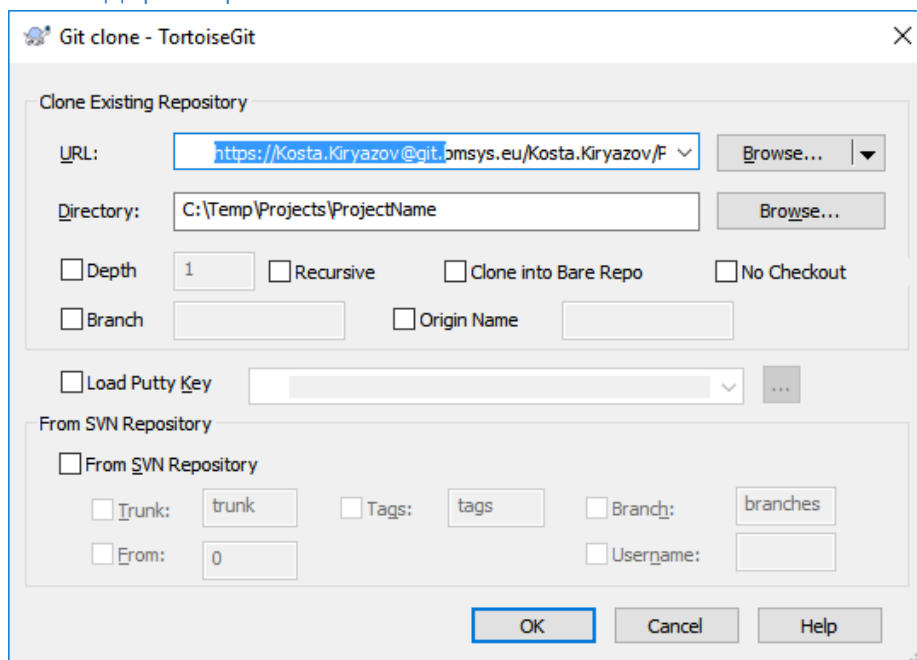 Git clone - TortoiseGit
Clone Existing Repository
URL: https://Kosta.Kiryazov@git.bmsys.eu/Kosta.Kiryazov/P Browse...
Directory: C:\Temp\Projects\ProjectName Browse...
Depth 1 Recursive Clone into Bare Repo No Checkout
Branch Origin Name
Load Putty Key ...
From SVN Repository
From SVN Repository
Trunk: trunk Tags: tags Branch: branches
From: 0 Username:
OK Cancel Help